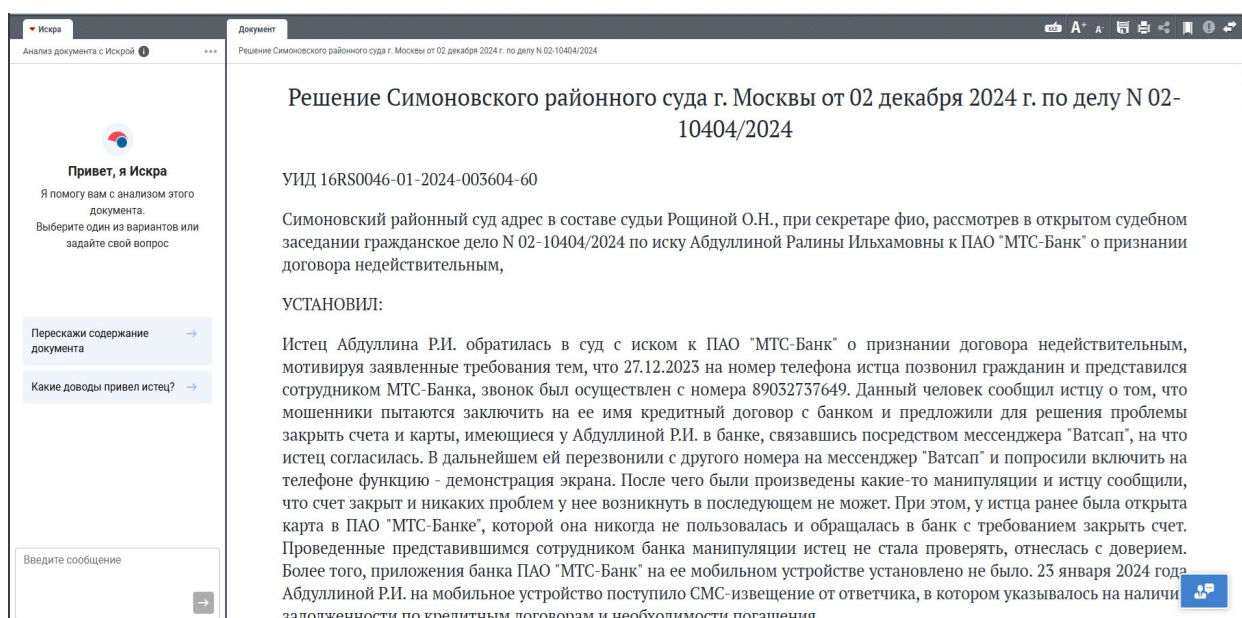 Искра
Документ
A+ A-
Анализ документа с Искрой
Решение Симоновского районного суда г. Москвы от 02 декабря 2024 г. по делу N 02-10404/2024
Привет, я Искра
Я помогу вам с анализом этого
документа.
Выберите один из вариантов или
задайте свой вопрос
Перескажи содержание
документа
Какие доводы привел истец?
Введите сообщение
Решение Симоновского районного суда г. Москвы от 02 декабря 2024 г. по делу N 02-
10404/2024
УИД 16RS0046-01-2024-003604-60
Симоновский районный суд адрес в составе судьи Рощиной О.Н., при секретаре фио, рассмотрев в открытом судебном
заседании гражданское дело N 02-10404/2024 по иску Абдуллиной Ралины Ильхамовны к ПАО "МТС-Банк" о признании
договора недействительным,
УСТАНОВИЛ:
Истец Абдуллина Р.И. обратилась в суд с иском к ПАО "МТС-Банк" о признании договора недействительным,
мотивируя заявленные требования тем, что 27.12.2023 на номер телефона истца позвонил гражданин и представился
сотрудником МТС-Банка, звонок был осуществлен с номера 89032737649. Данный человек сообщил истцу о том, что
мошенники пытаются заключить на ее имя кредитный договор с банком и предложили для решения проблемы
закрыть счета и карты, имеющиеся у Абдуллиной Р.И. в банке, связавшись посредством мессенджера "Ватсап", на что
истец согласилась. В дальнейшем ей перезвонили с другого номера на мессенджер "Ватсап" и попросили включить на
телефоне функцию - демонстрация экрана. После чего были произведены какие-то манипуляции и истцу сообщили,
что счет закрыт и никаких проблем у нее возникнуть в последующем не может. При этом, у истца ранее была открыта
карта в ПАО "МТС-Банке", которой она никогда не пользовалась и обращалась в банк с требованием закрыть счет.
Проведенные представившимся сотрудником банка манипуляции истец не стала проверять, отнеслась с доверием.
Более того, приложения банка ПАО "МТС-Банк" на ее мобильном устройстве установлено не было. 23 января 2024 года
Абдуллиной Р.И. на мобильное устройство поступило СМС-извещение от ответчика, в котором указывалось на наличи
задолженности по кредитным договорам и необходимости погашения